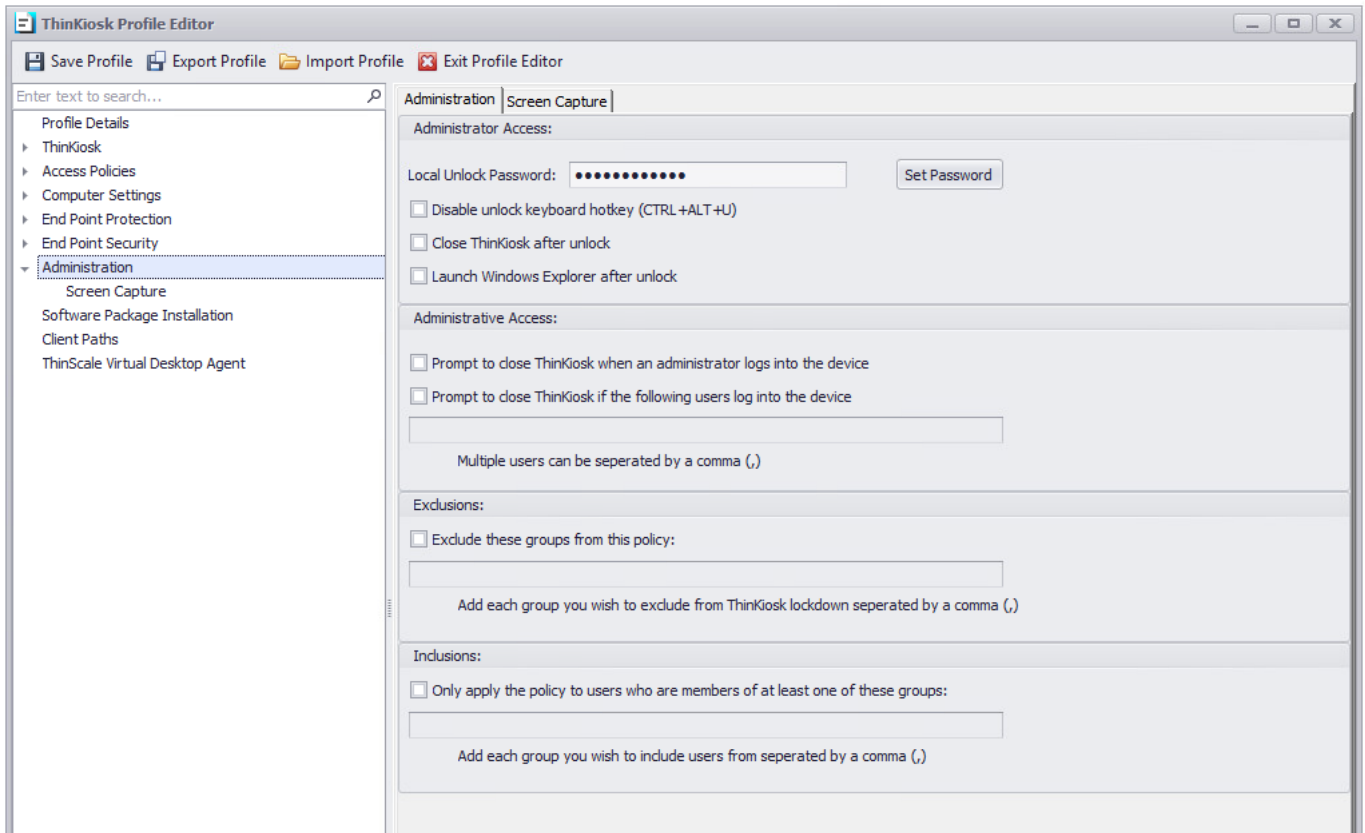 ThinKiosk Profile Editor
Save Profile Export Profile Import Profile Exit Profile Editor
Enter text to search...
Profile Details
ThinKiosk
Access Policies
Computer Settings
End Point Protection
End Point Security
Administration
Screen Capture
Software Package Installation
Client Paths
ThinScale Virtual Desktop Agent
Administration Screen Capture
Administrator Access:
Local Unlock Password: ●●●●●●●●●●●● Set Password
Disable unlock keyboard hotkey (CTRL+ALT+U)
Close ThinKiosk after unlock
Launch Windows Explorer after unlock
Administrative Access:
Prompt to close ThinKiosk when an administrator logs into the device
Prompt to close ThinKiosk if the following users log into the device
Multiple users can be seperated by a comma (,)
Exclusions:
Exclude these groups from this policy:
Add each group you wish to exclude from ThinKiosk lockdown seperated by a comma (,)
Inclusions:
Only apply the policy to users who are members of at least one of these groups:
Add each group you wish to include users from seperated by a comma (,)